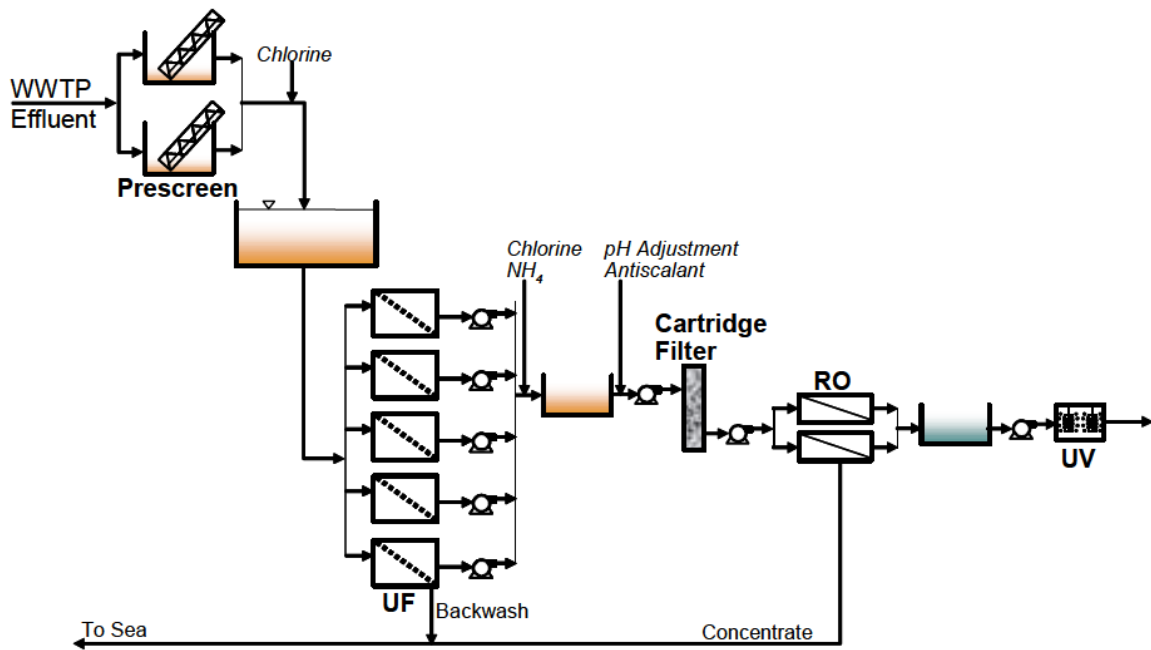 Chlorine
WWTP
Effluent
Prescreen
Chlorine
NH4
pH Adjustment
Antiscalant
Cartridge
Filter
RO
UV
UF
Backwash
To Sea
Concentrate